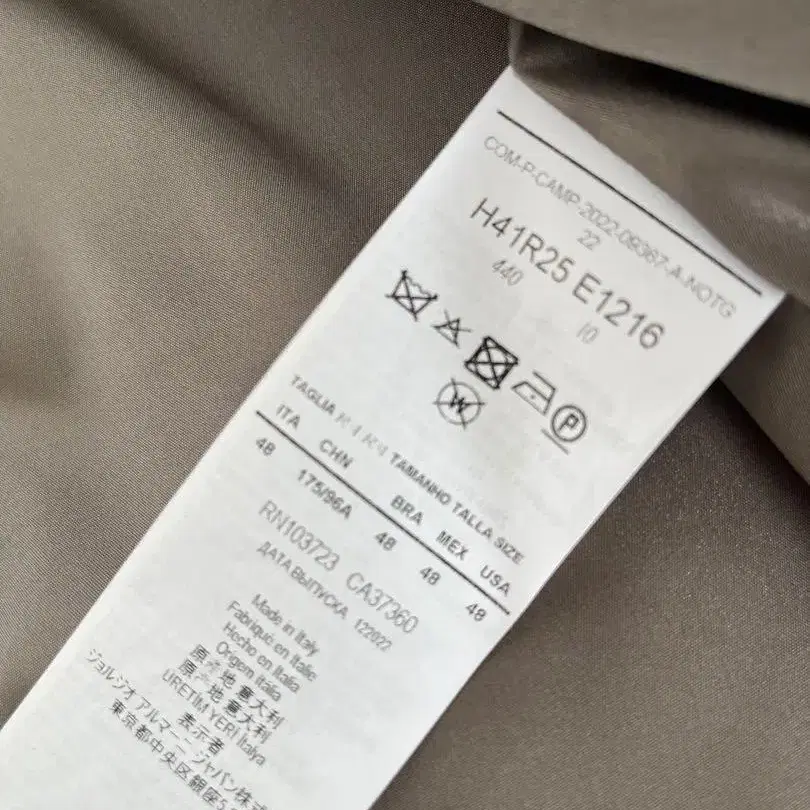 COM-P-CAMP-2022-09367-A-NOTG
22
H41R25 E1216
440 10
W P
TAGLIA TAMANHO TALLA SIZE
ITA CHN BRA MEX USA
48 175/96A 48 48 48
RN103723 CA37360
ДАТА ВЫПУСКА 122022
Made in Italy
Fabriqué en Italie
Hecho en Italia
Origem Itália
原产地意大利
原產地意大利
URETIM YERI Italya
表示者
ジョルジオアルマーニ ジャパン株式
東京都中央区銀座5